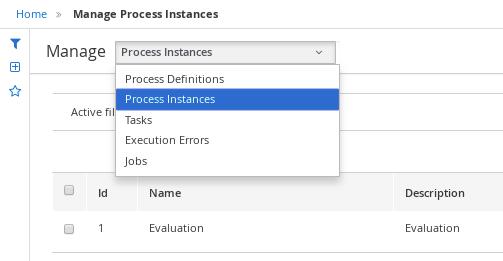 Home » Manage Process Instances
Manage Process Instances
Process Definitions
Process Instances
Tasks
Execution Errors
Jobs
Active fil
Id Name Description
1 Evaluation Evaluation